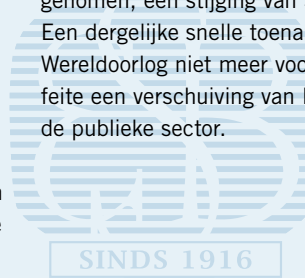 genomen, een stijging van
Een dergelijke snelle toena
Wereldoorlog niet meer voo
feite een verschuiving van
de publieke sector.
SINDS 1916